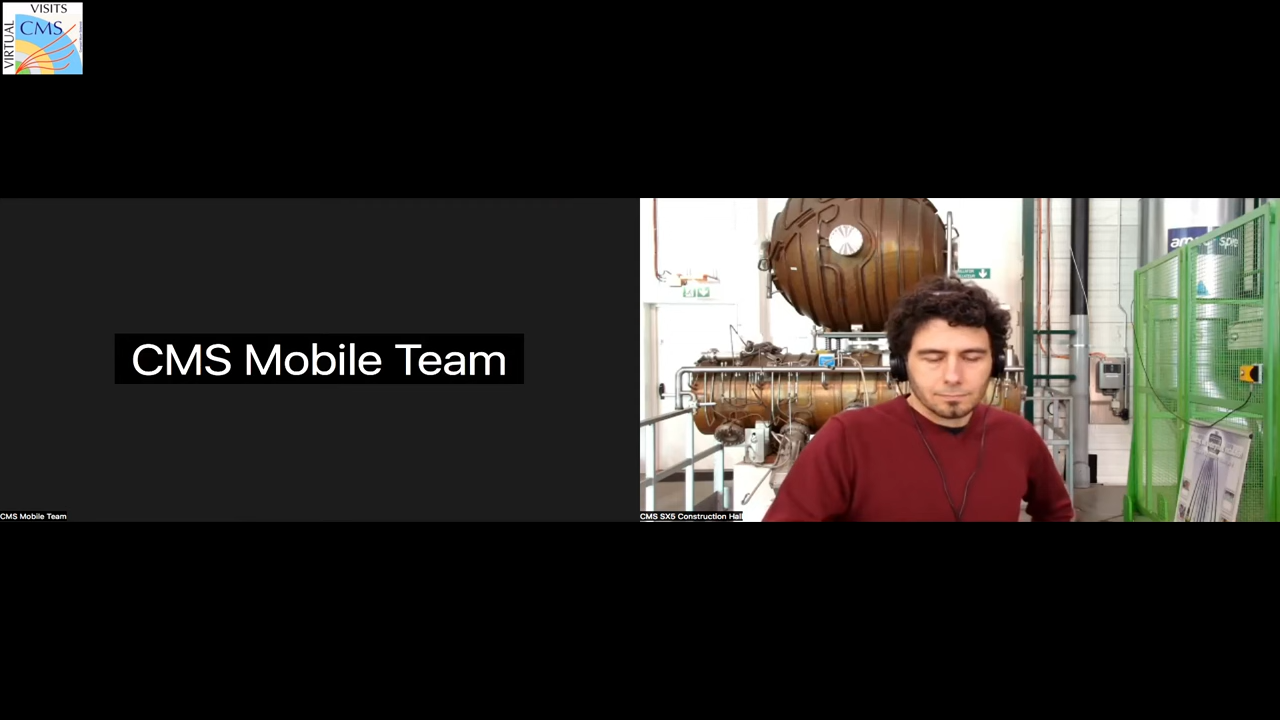 VISITS
CMS
VIRTUAL
CMS Mobile Team
CMS Mobile Team
CMS SX5 Construction Hall